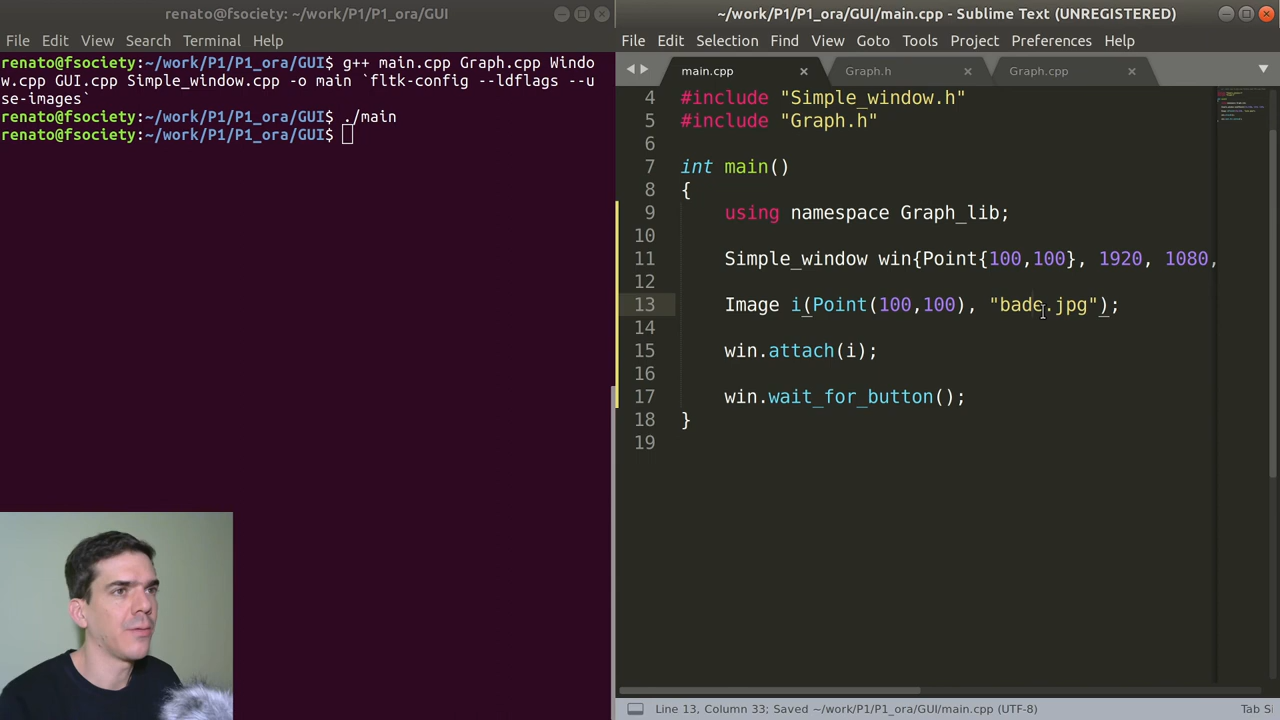 renato@fsociety: ~/work/P1/P1_ora/GUI
File Edit View Search Terminal Help
renato@fsociety:~/work/P1/P1_ora/GUI$ g++ main.cpp Graph.cpp Windo
w.cpp GUI.cpp Simple_window.cpp -o main `fltk-config --ldflags --u
se-images`
renato@fsociety:~/work/P1/P1_ora/GUI$ ./main
renato@fsociety:~/work/P1/P1_ora/GUI$
~/work/P1/P1_ora/GUI/main.cpp - Sublime Text (UNREGISTERED)
File Edit Selection Find View Goto Tools Project Preferences Help
main.cpp Graph.h Graph.cpp
4 #include "Simple_window.h"
5 #include "Graph.h"
6
7 int main()
8 {
9 using namespace Graph_lib;
10
11 Simple_window win{Point{100,100}, 1920, 1080,
12
13 Image i(Point(100,100), "bade.jpg");
14
15 win.attach(i);
16
17 win.wait_for_button();
18 }
19
Line 13, Column 33; Saved ~/work/P1/P1_ora/GUI/main.cpp (UTF-8)
Tab Si